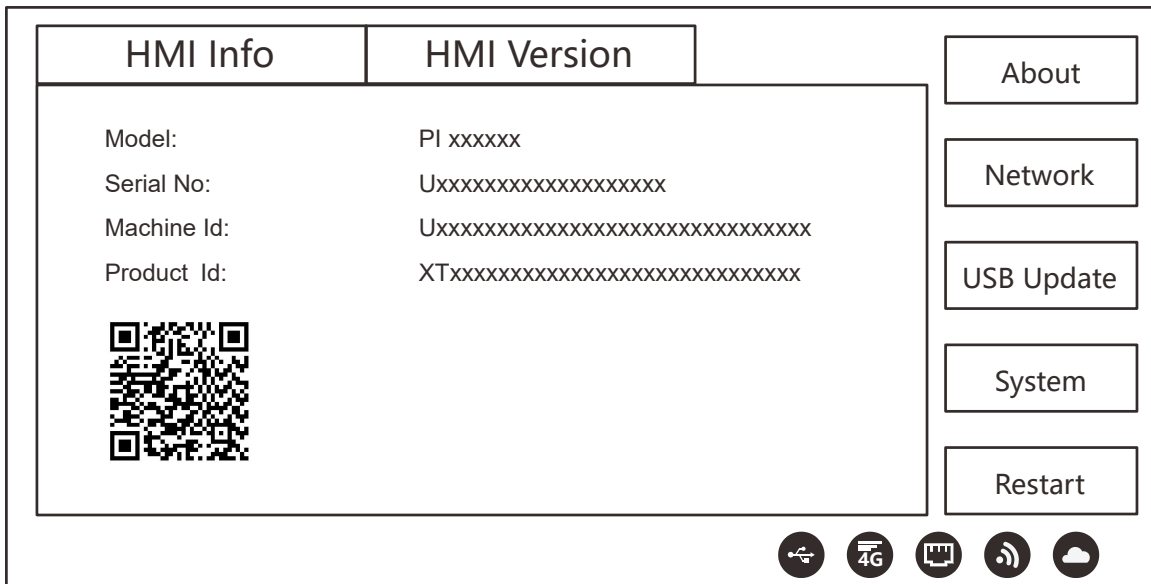 HMI Info
HMI Version
About
Model: PI xxxxxx
Serial No: Uxxxxxxxxxxxxxxxxxxx
Machine Id: Uxxxxxxxxxxxxxxxxxxxxxxxxxxxxxxx
Product Id: XTxxxxxxxxxxxxxxxxxxxxxxxxxxxxx
Network
USB Update
System
Restart
4G